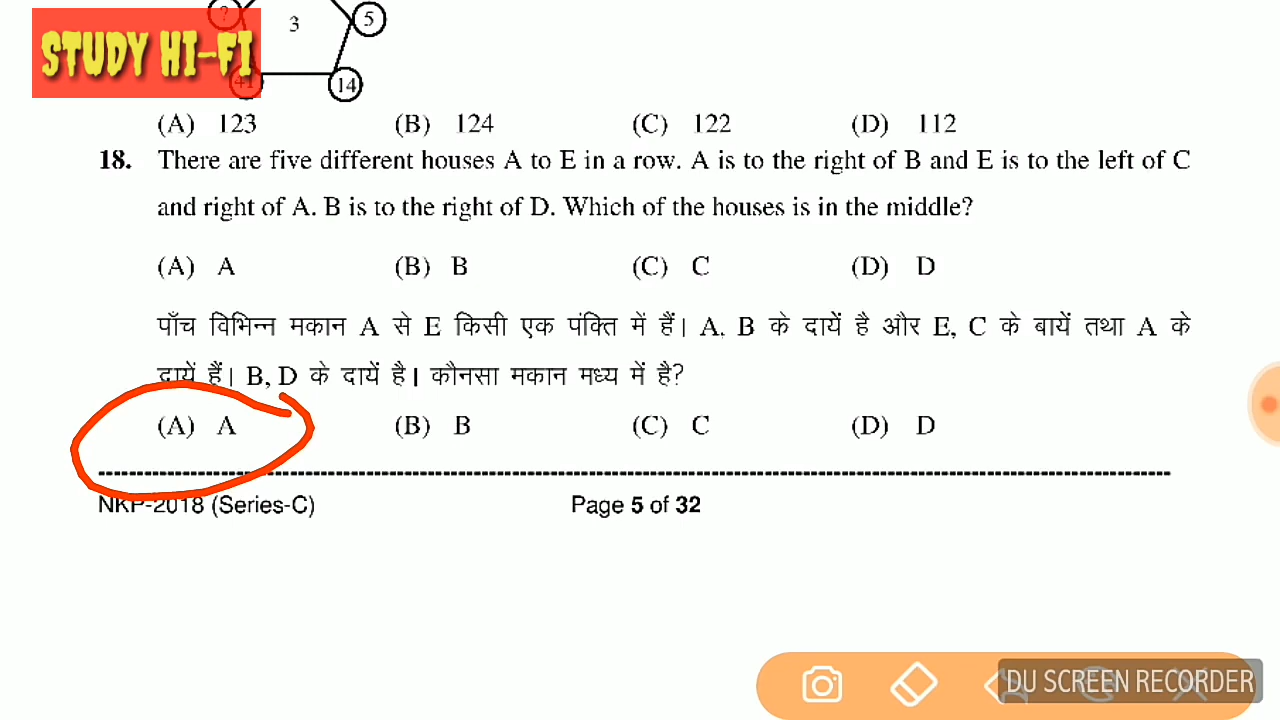 ?
3
5
STUDY HI-FI
41
14
(A) 123 (B) 124 (C) 122 (D) 112
18. There are five different houses A to E in a row. A is to the right of B and E is to the left of C
and right of A. B is to the right of D. Which of the houses is in the middle?
(A) A (B) B (C) C (D) D
पाँच विभिन्न मकान A से E किसी एक पंक्ति में हैं। A, B के दायें है और E, C के बायें तथा A के
दायें हैं। B, D के दायें है। कौनसा मकान मध्य में है?
(A) A (B) B (C) C (D) D
NKP-2018 (Series-C) Page 5 of 32
DU SCREEN RECORDER